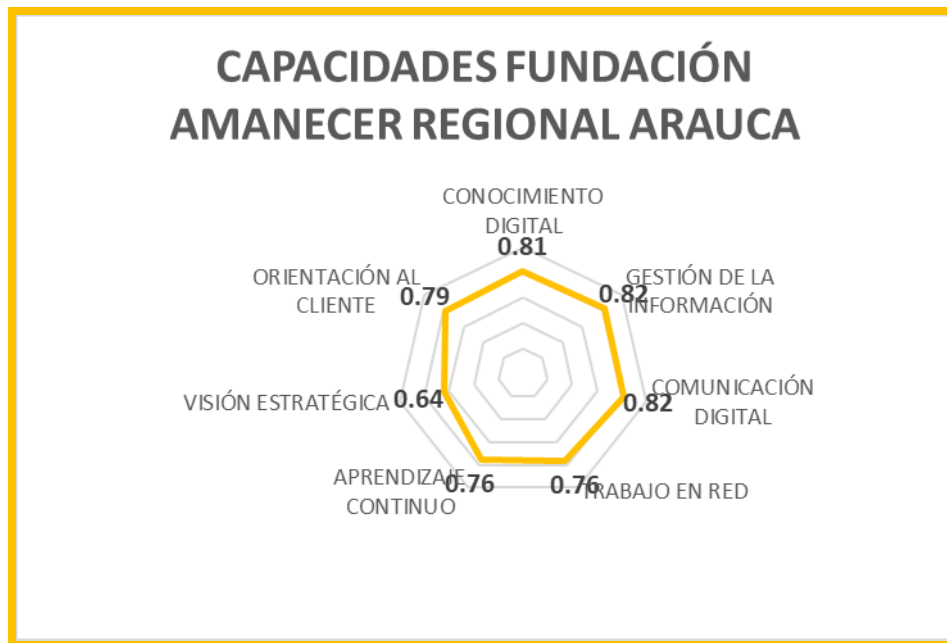 CAPACIDADES FUNDACIÓN
AMANECER REGIONAL ARAUCA
CONOCIMIENTO
DIGITAL
0.81
GESTIÓN DE LA
INFORMACIÓN
0.82
COMUNICACIÓN
DIGITAL
0.82
TRABAJO EN RED
0.76
APRENDIZAJE
CONTINUO
0.76
VISIÓN ESTRATÉGICA
0.64
ORIENTACIÓN AL
CLIENTE
0.79